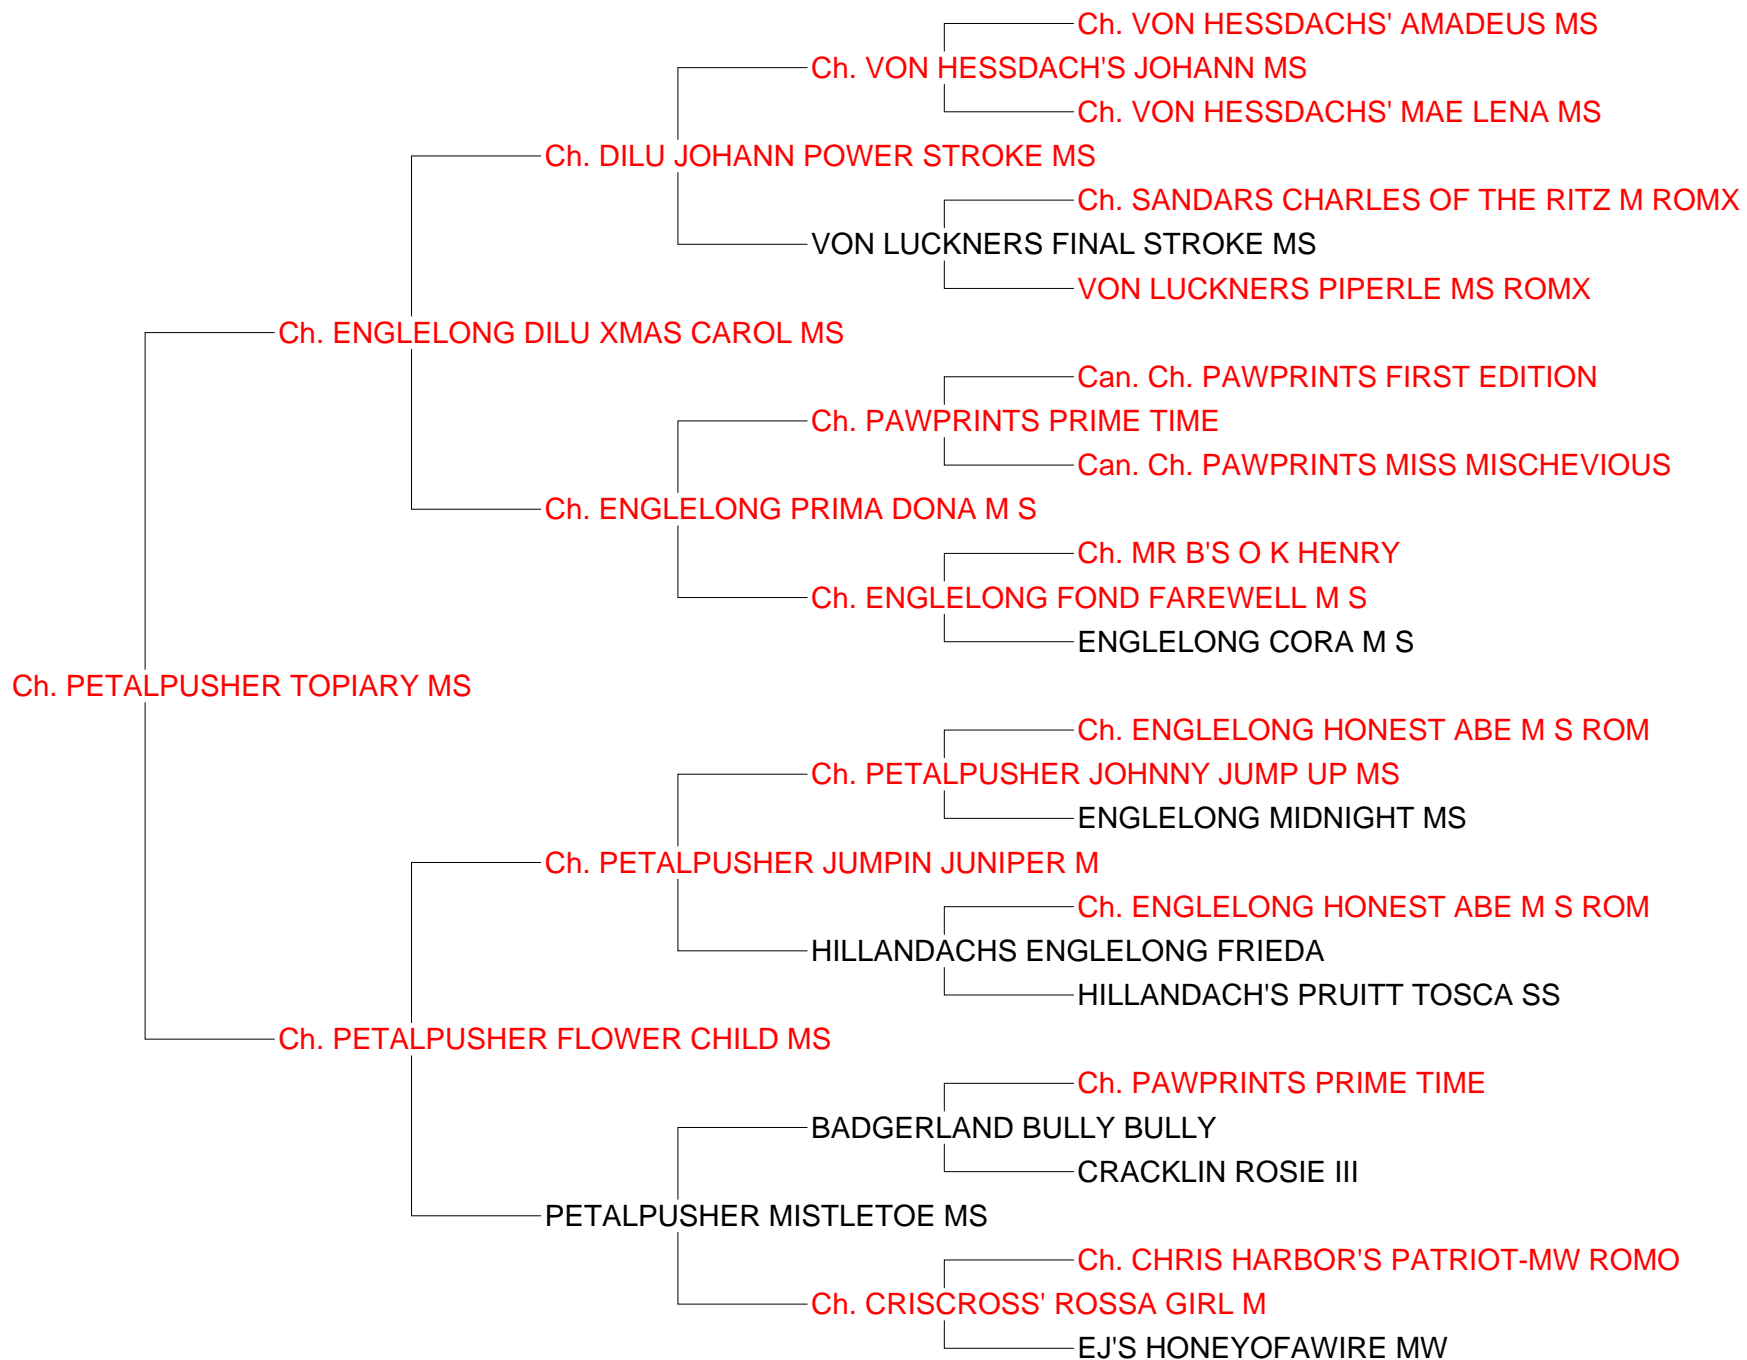 Ch. VON HESSDACHS' AMADEUS MS
Ch. VON HESSDACH'S JOHANN MS
Ch. VON HESSDACHS' MAE LENA MS
Ch. DILU JOHANN POWER STROKE MS
Ch. SANDARS CHARLES OF THE RITZ M ROMX
VON LUCKNERS FINAL STROKE MS
VON LUCKNERS PIPERLE MS ROMX
Ch. ENGLELONG DILU XMAS CAROL MS
Can. Ch. PAWPRINTS FIRST EDITION
Ch. PAWPRINTS PRIME TIME
Can. Ch. PAWPRINTS MISS MISCHEVIOUS
Ch. ENGLELONG PRIMA DONA M S
Ch. MR B'S O K HENRY
Ch. ENGLELONG FOND FAREWELL M S
ENGLELONG CORA M S
Ch. PETALPUSHER TOPIARY MS
Ch. ENGLELONG HONEST ABE M S ROM
Ch. PETALPUSHER JOHNNY JUMP UP MS
ENGLELONG MIDNIGHT MS
Ch. PETALPUSHER JUMPIN JUNIPER M
Ch. ENGLELONG HONEST ABE M S ROM
HILLANDACHS ENGLELONG FRIEDA
HILLANDACH'S PRUITT TOSCA SS
Ch. PETALPUSHER FLOWER CHILD MS
Ch. PAWPRINTS PRIME TIME
BADGERLAND BULLY BULLY
CRACKLIN ROSIE III
PETALPUSHER MISTLETOE MS
Ch. CHRIS HARBOR'S PATRIOT-MW ROMO
Ch. CRISCROSS' ROSSA GIRL M
EJ'S HONEYOFAWIRE MW